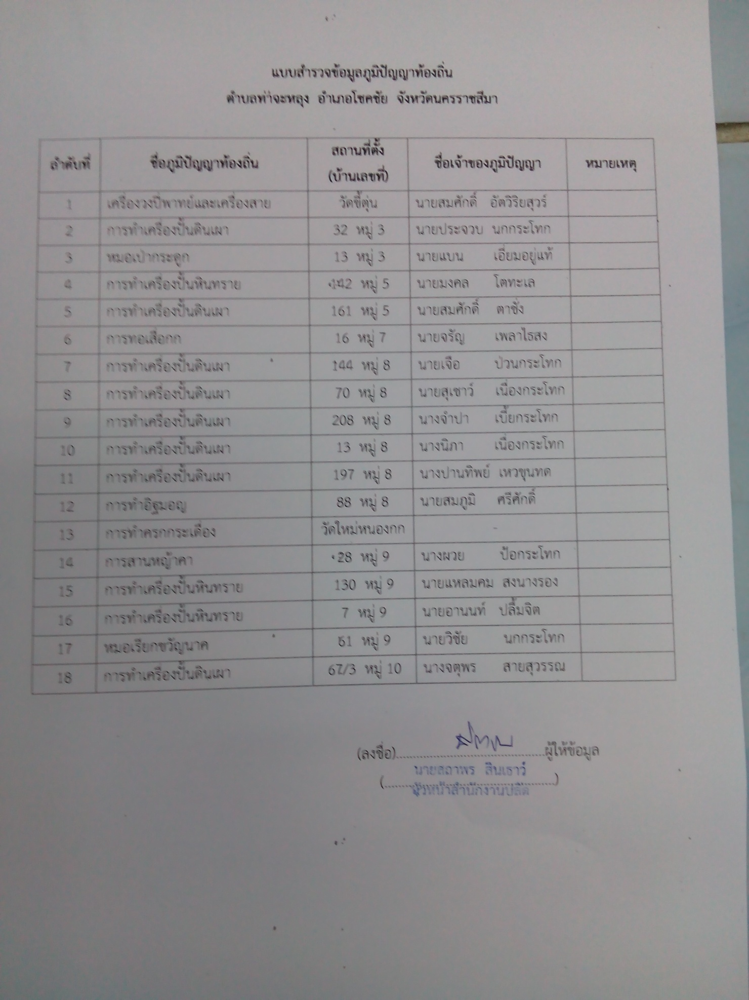 แบบสำรวจข้อมูลภูมิปัญญาท้องถิ่น
ตำบลท่าจะหลุง อำเภอโชคชัย จังหวัดนครราชสีมา
ลำดับที่ ชื่อภูมิปัญญาท้องถิ่น สถานที่ตั้ง (บ้านเลขที่) ชื่อเจ้าของภูมิปัญญา หมายเหตุ
1 เครื่องวงปี่พาทย์และเครื่องสาย วัดขี้ตุ่น นายสมศักดิ์ อัตวิริยสุวร์
2 การทำเครื่องปั้นดินเผา 32 หมู่ 3 นายประจวบ นกกระโทก
3 หมอเป่ากระดูก 13 หมู่ 3 นายแบน เอี่ยมอยู่แท้
4 การทำเครื่องปั้นหินทราย 142 หมู่ 5 นายมงคล โตทะเล
5 การทำเครื่องปั้นดินเผา 161 หมู่ 5 นายสมศักดิ์ ตาชั่ง
6 การทอเสื่อกก 16 หมู่ 7 นายจรัญ เพลาไธสง
7 การทำเครื่องปั้นดินเผา 144 หมู่ 8 นายเจือ ป่วนกระโทก
8 การทำเครื่องปั้นดินเผา 70 หมู่ 8 นายสุเชาว์ เนื่องกระโทก
9 การทำเครื่องปั้นดินเผา 208 หมู่ 8 นางจำปา เบี้ยกระโทก
10 การทำเครื่องปั้นดินเผา 13 หมู่ 8 นางนิภา เนื่องกระโทก
11 การทำเครื่องปั้นดินเผา 197 หมู่ 8 นางปานทิพย์ เหวขุนทด
12 การทำอิฐมอญ 88 หมู่ 8 นายสมภูมิ ศรีศักดิ์
13 การทำครกกระเดื่อง วัดใหม่หนองกก -
14 การสานหญ้าคา 28 หมู่ 9 นางผวย ป้อกระโทก
15 การทำเครื่องปั้นหินทราย 130 หมู่ 9 นายแหลมคม สงนางรอง
16 การทำเครื่องปั้นหินทราย 7 หมู่ 9 นายอานนท์ ปลื้มจิต
17 หมอเรียกขวัญนาค 51 หมู่ 9 นายวิชัย นกกระโทก
18 การทำเครื่องปั้นดินเผา 67/3 หมู่ 10 นางจตุพร สายสุวรรณ
(ลงชื่อ)........................................ผู้ให้ข้อมูล
นายสถาพร สินเธาว์
(........................................)
หัวหน้าสำนักงานปลัด